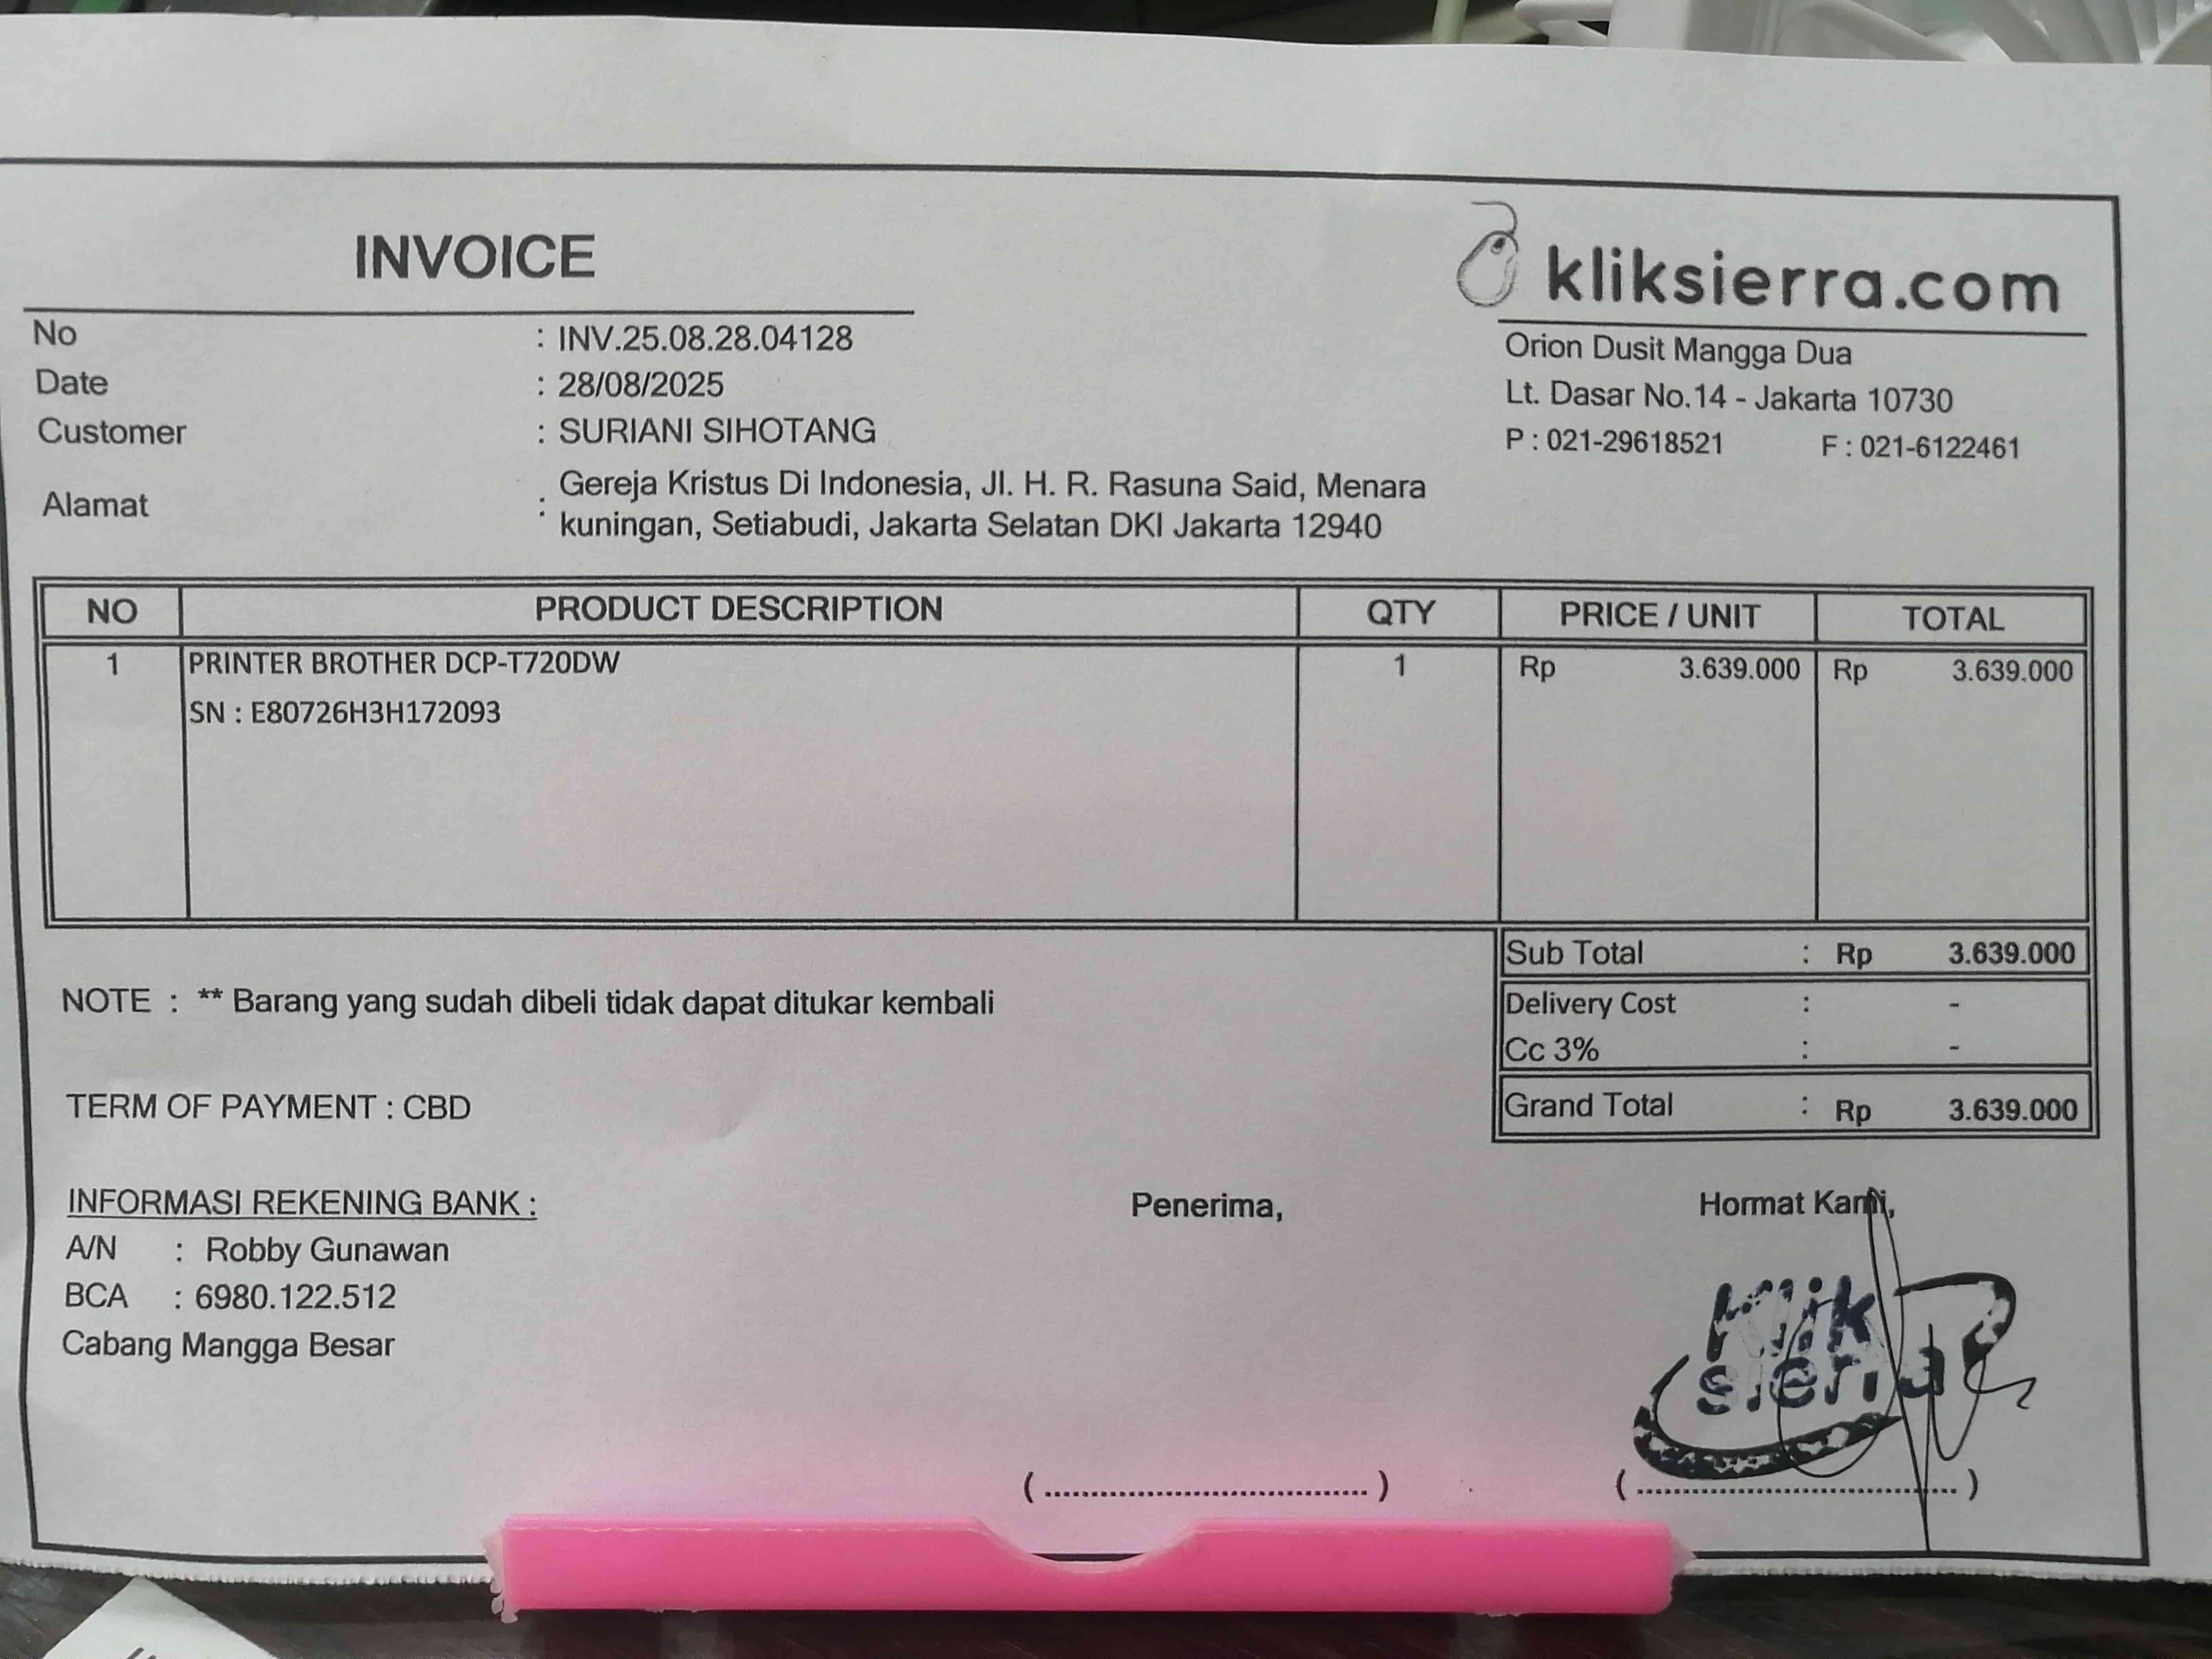 INVOICE
kliksierra.com
Orion Dusit Mangga Dua
Lt. Dasar No.14 - Jakarta 10730
P : 021-29618521 F : 021-6122461
No : INV.25.08.28.04128
Date : 28/08/2025
Customer : SURIANI SIHOTANG
Alamat : Gereja Kristus Di Indonesia, Jl. H. R. Rasuna Said, Menara
kuningan, Setiabudi, Jakarta Selatan DKI Jakarta 12940
NO PRODUCT DESCRIPTION QTY PRICE / UNIT TOTAL
1 PRINTER BROTHER DCP-T720DW 1 Rp 3.639.000 Rp 3.639.000
SN : E80726H3H172093
Sub Total : Rp 3.639.000
Delivery Cost : -
Cc 3% : -
Grand Total : Rp 3.639.000
NOTE : ** Barang yang sudah dibeli tidak dapat ditukar kembali
TERM OF PAYMENT : CBD
INFORMASI REKENING BANK :
A/N : Robby Gunawan
BCA : 6980.122.512
Cabang Mangga Besar
Penerima,
(....................................)
Hormat Kami,
Klik
sierra
(....................................)